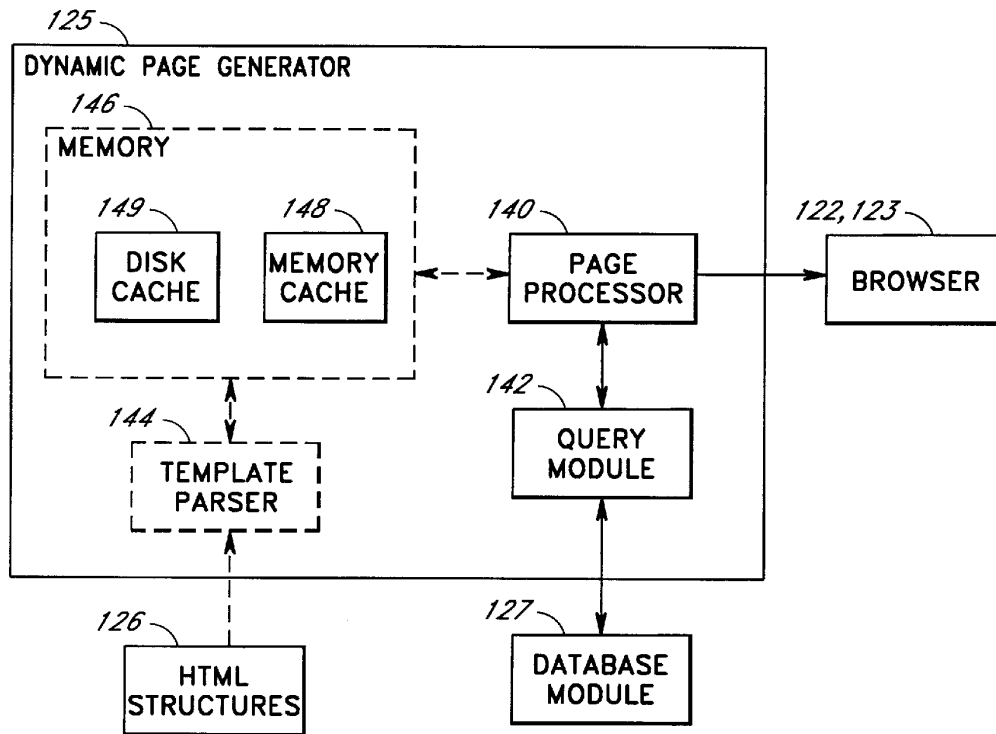 125
DYNAMIC PAGE GENERATOR
146
MEMORY
149
DISK
CACHE
148
MEMORY
CACHE
140
PAGE
PROCESSOR
122,123
BROWSER
144
TEMPLATE
PARSER
142
QUERY
MODULE
126
HTML
STRUCTURES
127
DATABASE
MODULE